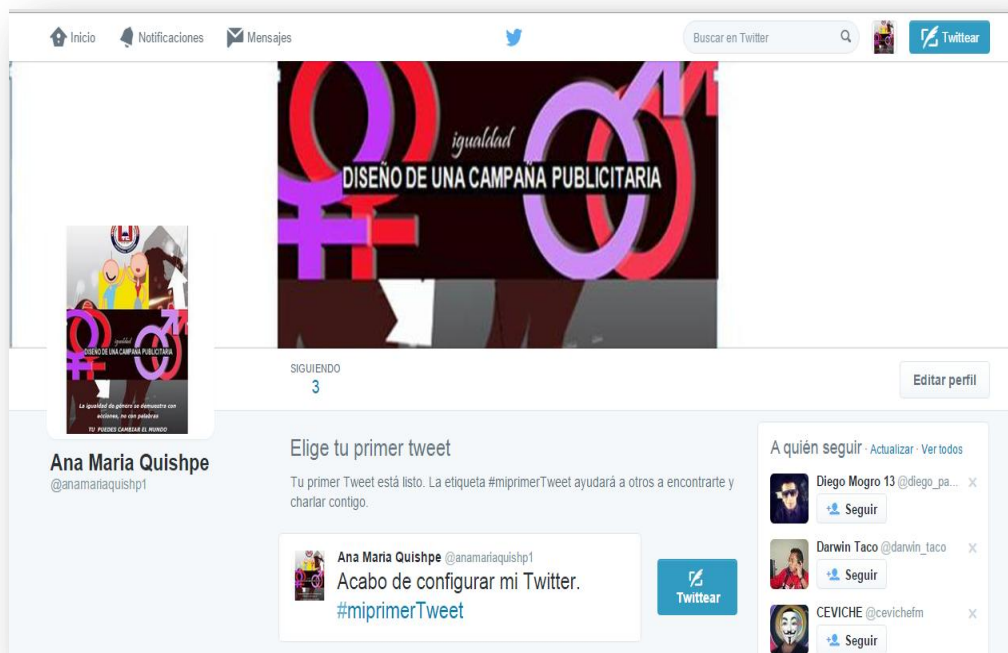 Inicio
Notificaciones
Mensajes
Buscar en Twitter
Twittear
igualdad
DISEÑO DE UNA CAMPAÑA PUBLICITARIA
igualdad
DISEÑO DE UNA CAMPAÑA PUBLICITARIA
La igualdad de género se demuestra con
acciones, no con palabras
TU PUEDES CAMBIAR EL MUNDO
SIGUIENDO
3
Editar perfil
Ana Maria Quishpe
@anamariaquishp1
Elige tu primer tweet
Tu primer Tweet está listo. La etiqueta #miprimerTweet ayudará a otros a encontrarte y
charlar contigo.
Ana Maria Quishpe @anamariaquishp1
Acabo de configurar mi Twitter.
#miprimerTweet
Twittear
A quién seguir · Actualizar · Ver todos
Diego Mogro 13 @diego_pa...
Seguir
Darwin Taco @darwin_taco
Seguir
CEVICHE @cevichefm
Seguir